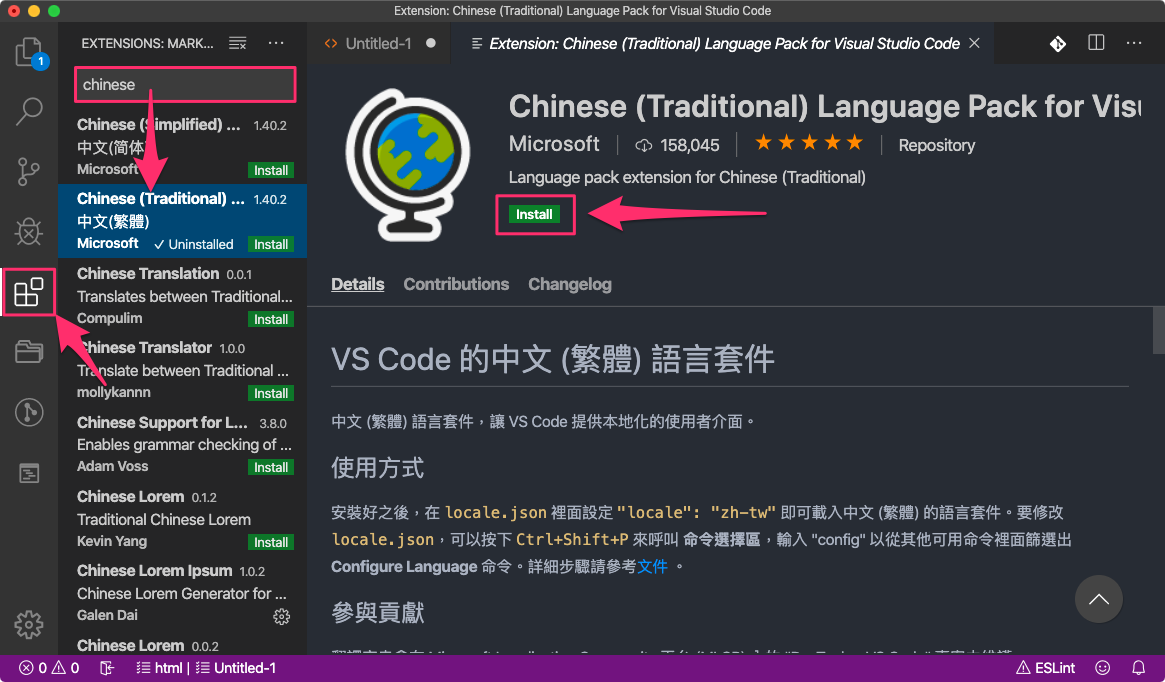 Extension: Chinese (Traditional) Language Pack for Visual Studio Code
EXTENSIONS: MARK...
Untitled-1
Extension: Chinese (Traditional) Language Pack for Visual Studio Code
1
chinese
Chinese (Simplified) ... 1.40.2
中文(简体)
Microsoft Install
Chinese (Traditional) ... 1.40.2
中文(繁體)
Microsoft ✓ Uninstalled Install
Chinese Translation 0.0.1
Translates between Traditional...
Compulim Install
Chinese Translator 1.0.0
Translate between Traditional ...
mollykannn Install
Chinese Support for L... 3.8.0
Enables grammar checking of ...
Adam Voss Install
Chinese Lorem 0.1.2
Traditional Chinese Lorem
Kevin Yang Install
Chinese Lorem Ipsum 1.0.2
Chinese Lorem Generator for ...
Galen Dai
Chinese Lorem 0.0.2
Chinese (Traditional) Language Pack for Visu
Microsoft 158,045 ★★★★★ Repository
Language pack extension for Chinese (Traditional)
Install
Details Contributions Changelog
VS Code 的中文 (繁體) 語言套件
中文 (繁體) 語言套件，讓 VS Code 提供本地化的使用者介面。
使用方式
安裝好之後，在 locale.json 裡面設定 "locale": "zh-tw" 即可載入中文 (繁體) 的語言套件。要修改
locale.json，可以按下 Ctrl+Shift+P 來呼叫 命令選擇區，輸入 "config" 以從其他可用命令裡面篩選出
Configure Language 命令。詳細步驟請參考文件 。
參與貢獻
0 0 html | Untitled-1 ESLint